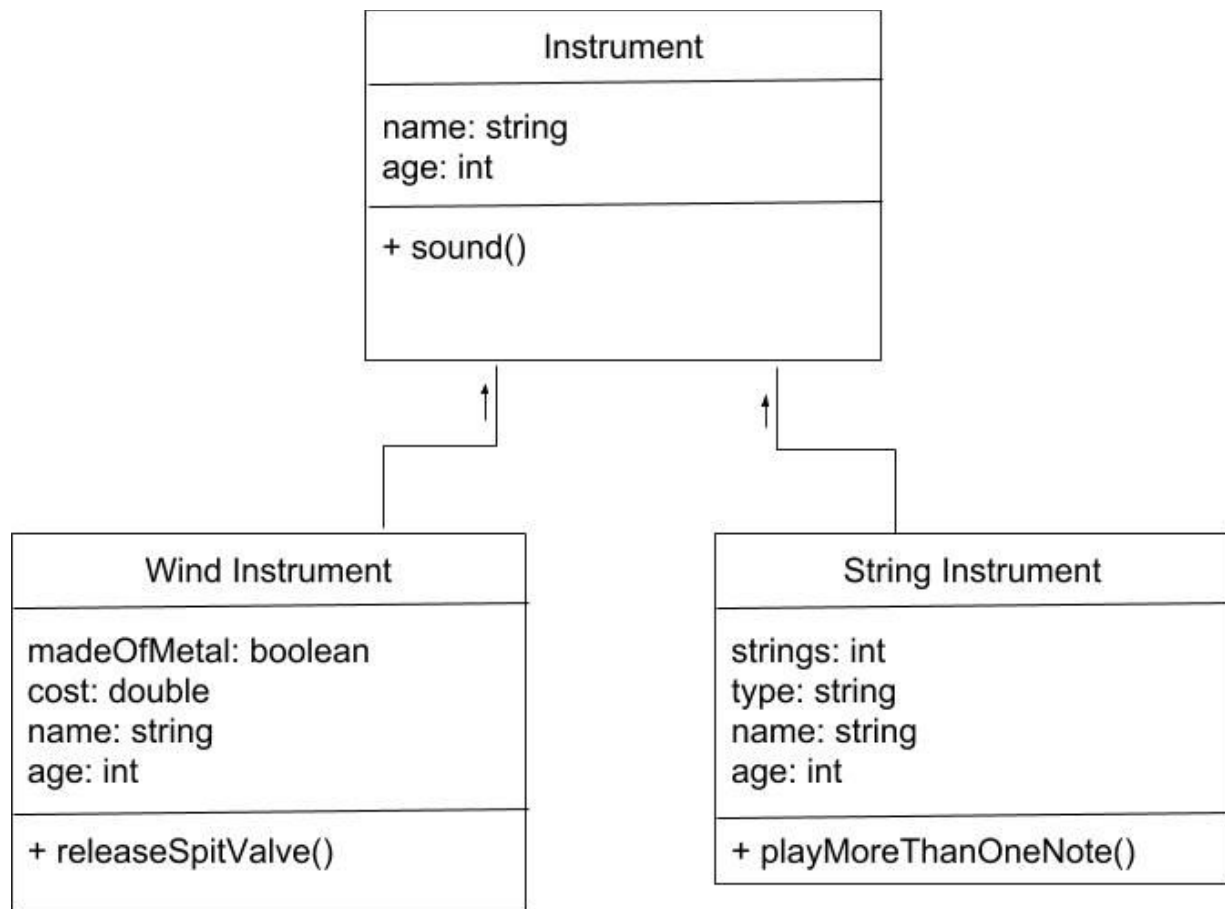 Instrument
name: string
age: int
+ sound()
Wind Instrument
madeOfMetal: boolean
cost: double
name: string
age: int
+ releaseSpitValve()
String Instrument
strings: int
type: string
name: string
age: int
+ playMoreThanOneNote()